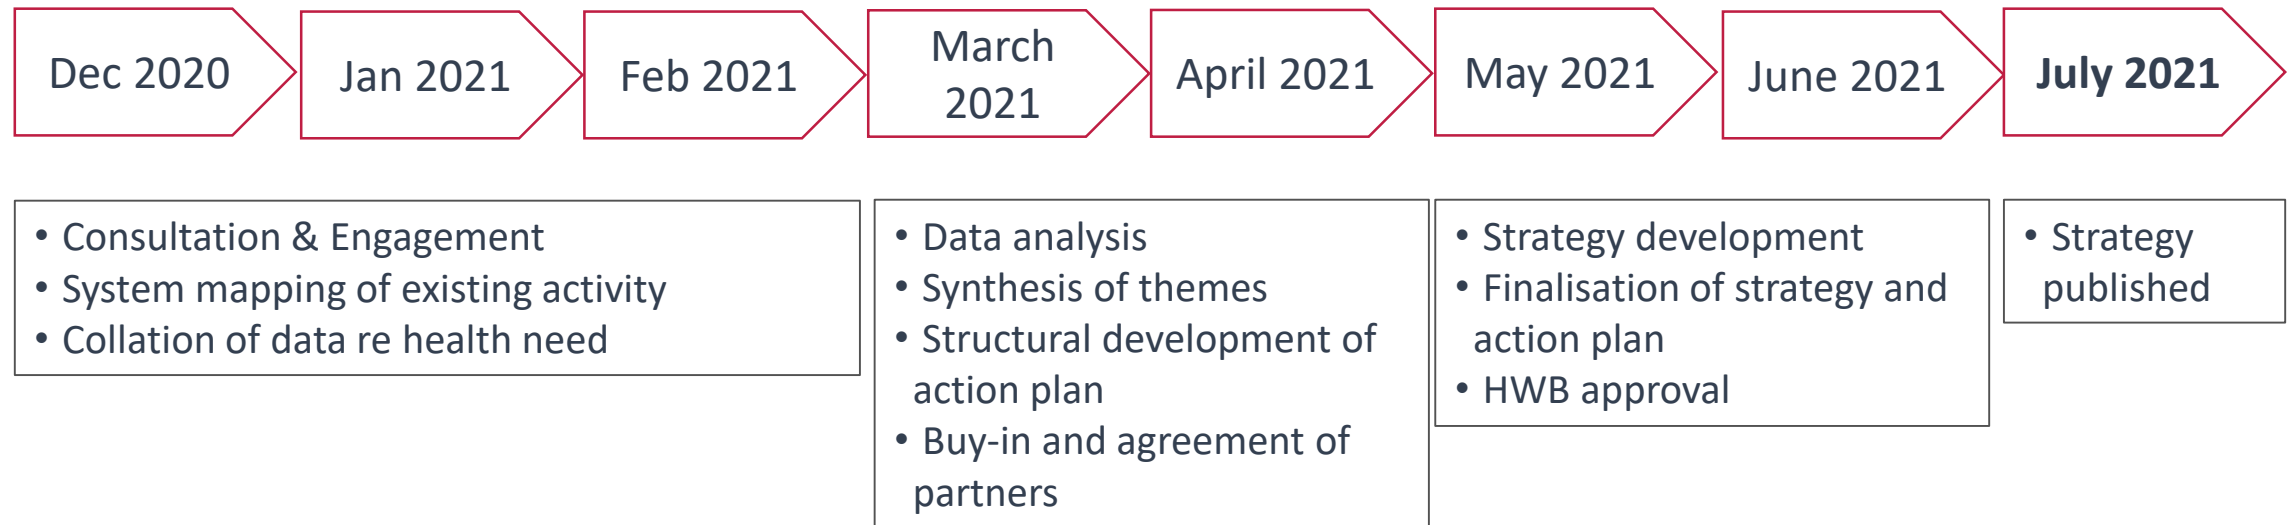 Dec 2020
Jan 2021
Feb 2021
March
2021
April 2021
May 2021
June 2021
July 2021
• Consultation & Engagement
• System mapping of existing activity
• Collation of data re health need
• Data analysis
• Synthesis of themes
• Structural development of
action plan
• Buy-in and agreement of
partners
• Strategy development
• Finalisation of strategy and
action plan
• HWB approval
• Strategy
published